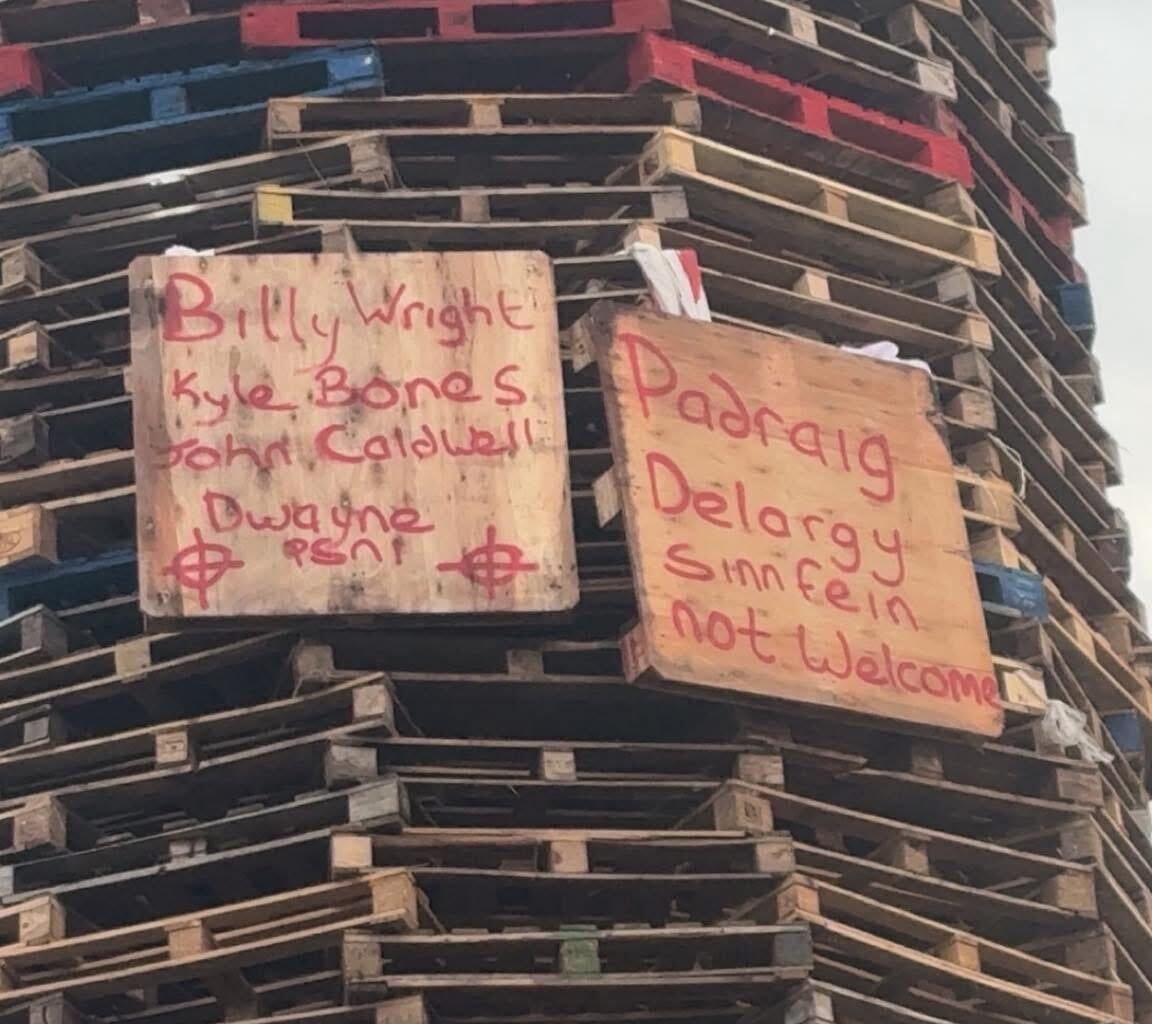 Billy Wright
Kyle Bones
John Caldwell
Dwayne
PSNI
Padraig
Delargy
Sinn fein
not Welcome